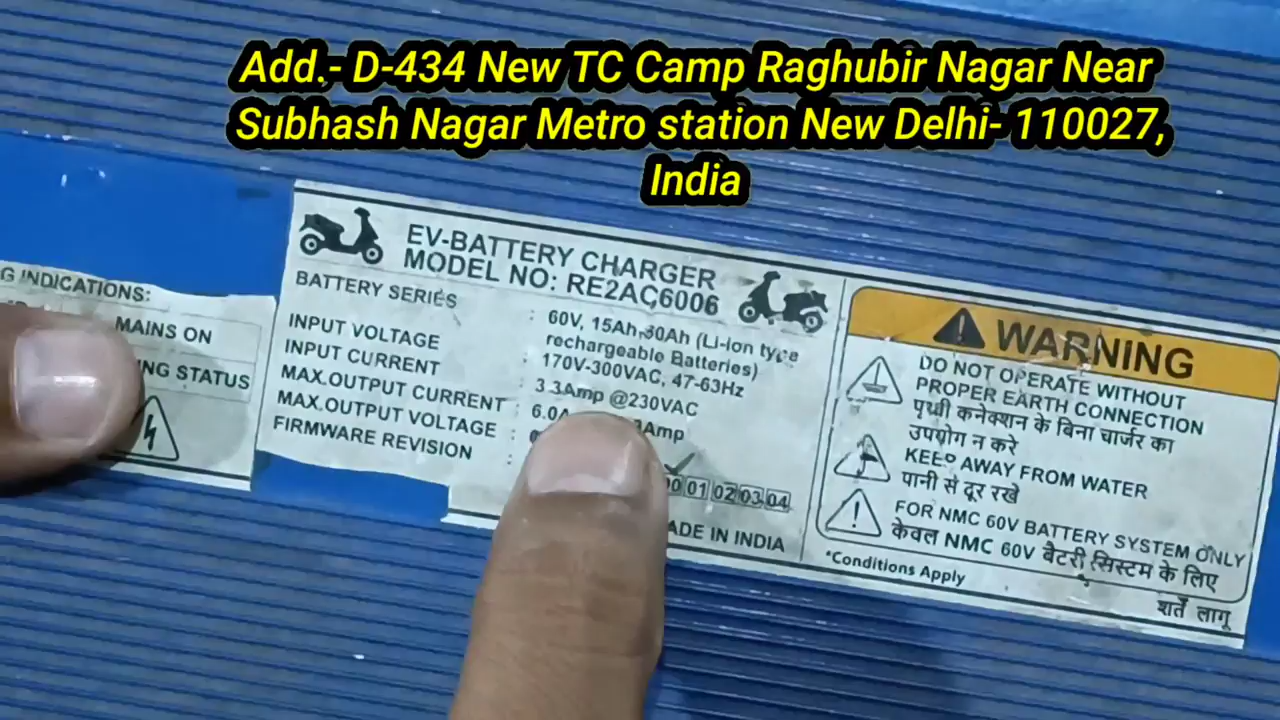 Add.- D-434 New TC Camp Raghubir Nagar Near
Subhash Nagar Metro station New Delhi- 110027,
India
G INDICATIONS:
MAINS ON
NG STATUS
EV-BATTERY CHARGER
MODEL NO: RE2AC6006
BATTERY SERIES : 60V, 15Ah,30Ah (Li-Ion type
rechargeable Batteries)
INPUT VOLTAGE : 170V-300VAC, 47-63Hz
INPUT CURRENT : 3.3Amp @230VAC
MAX.OUTPUT CURRENT : 6.0A Amp
MAX.OUTPUT VOLTAGE :
FIRMWARE REVISION : 00 01 02 03 04
ADE IN INDIA
WARNING
DO NOT OPERATE WITHOUT
PROPER EARTH CONNECTION
पृथ्वी कनेक्शन के बिना चार्जर का
उपयोग न करे
KEEP AWAY FROM WATER
पानी से दूर रखे
FOR NMC 60V BATTERY SYSTEM ONLY
केवल NMC 60V बैटरी सिस्टम के लिए
*Conditions Apply
शर्ते लागू